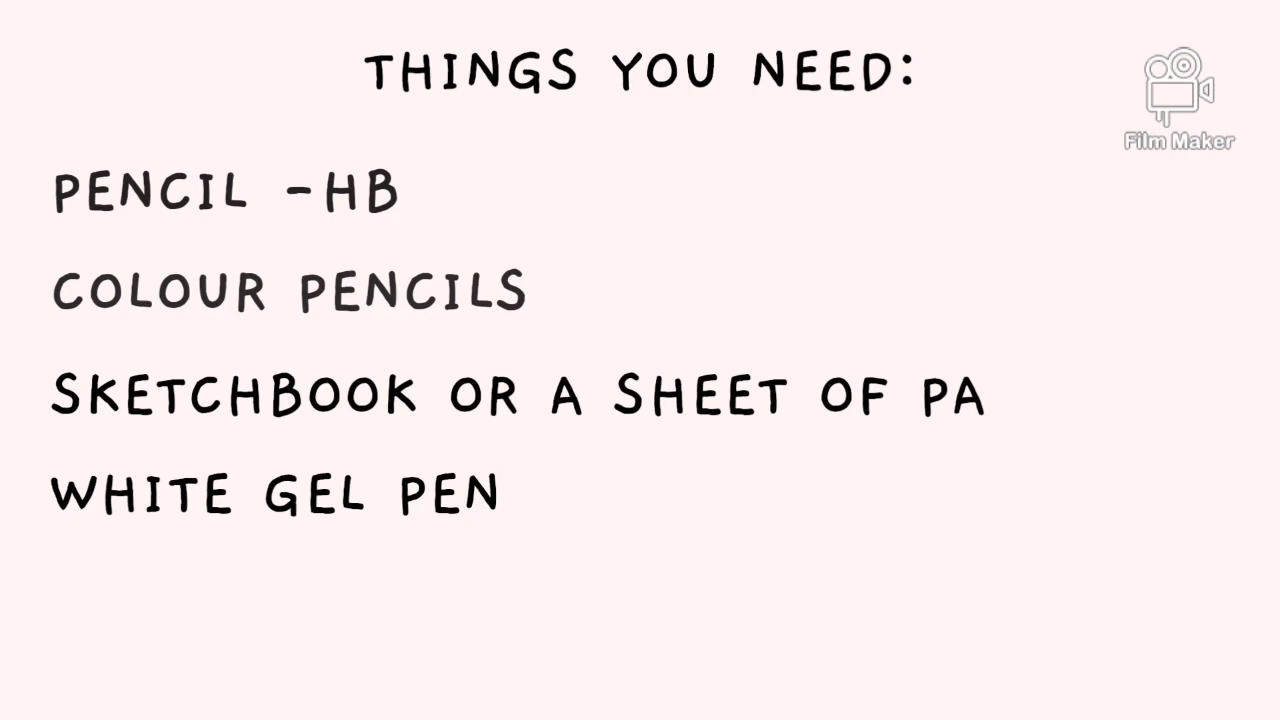 THINGS YOU NEED:
Film Maker
PENCIL -HB
COLOUR PENCILS
SKETCHBOOK OR A SHEET OF PA
WHITE GEL PEN